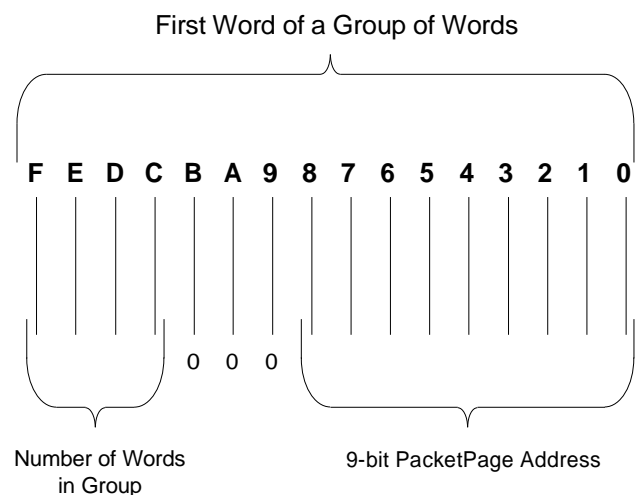 First Word of a Group of Words
F E D C B A 9 8 7 6 5 4 3 2 1 0
0 0 0
Number of Words
in Group
9-bit PacketPage Address